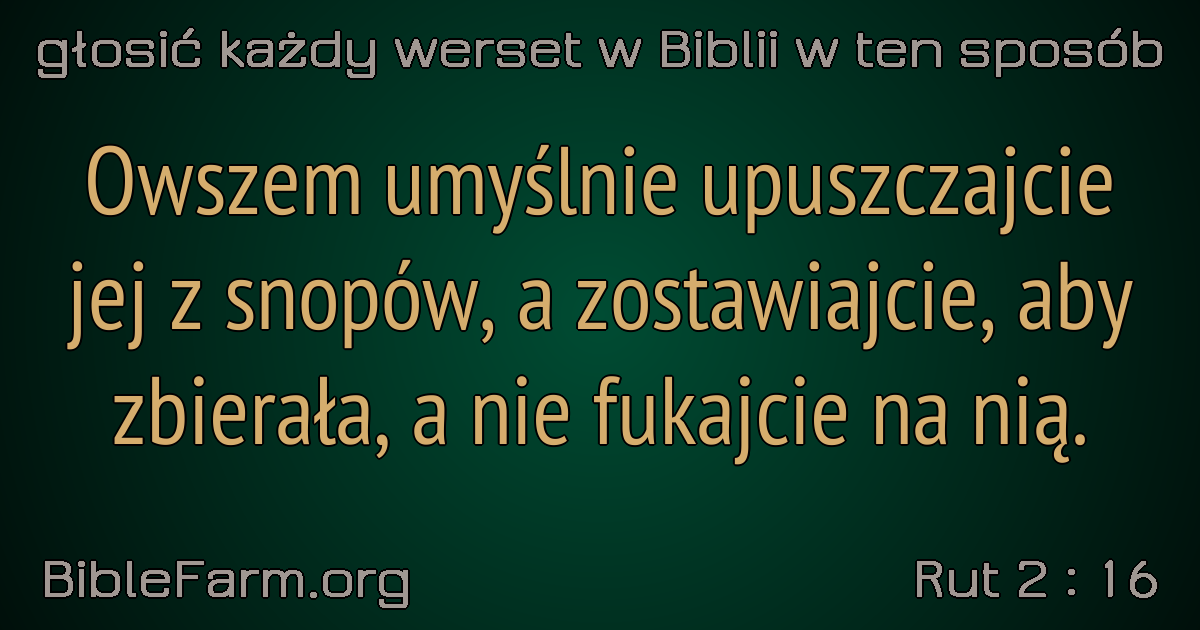 głosić każdy werset w Biblii w ten sposób
Owszem umyślnie upuszczajcie
jej z snopów, a zostawiajcie, aby
zbierała, a nie fukajcie na nią.
BibleFarm.org
Rut 2 : 16